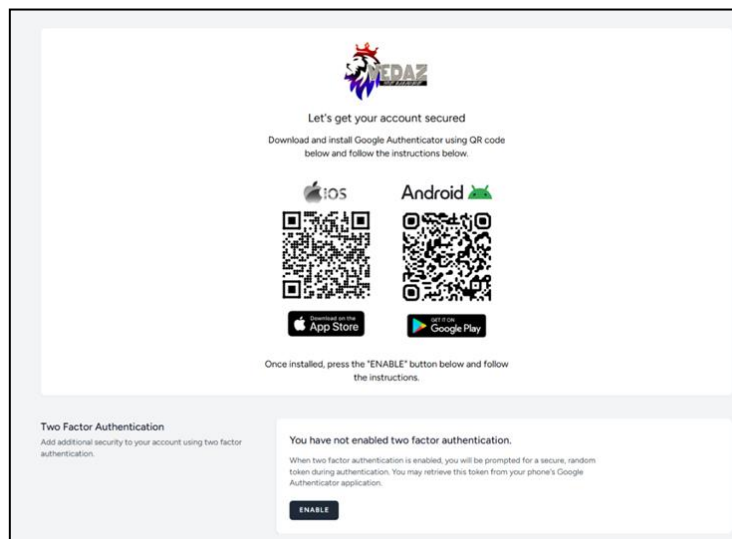 VEDAZ
Let's get your account secured
Download and install Google Authenticator using QR code
below and follow the instructions below.
iOS
Android
Download on the
App Store
GET IT ON
Google Play
Once installed, press the "ENABLE" button below and follow
the instructions.
Two Factor Authentication
Add additional security to your account using two factor
authentication.
You have not enabled two factor authentication.
When two factor authentication is enabled, you will be prompted for a secure, random
token during authentication. You may retrieve this token from your phone's Google
Authenticator application.
ENABLE